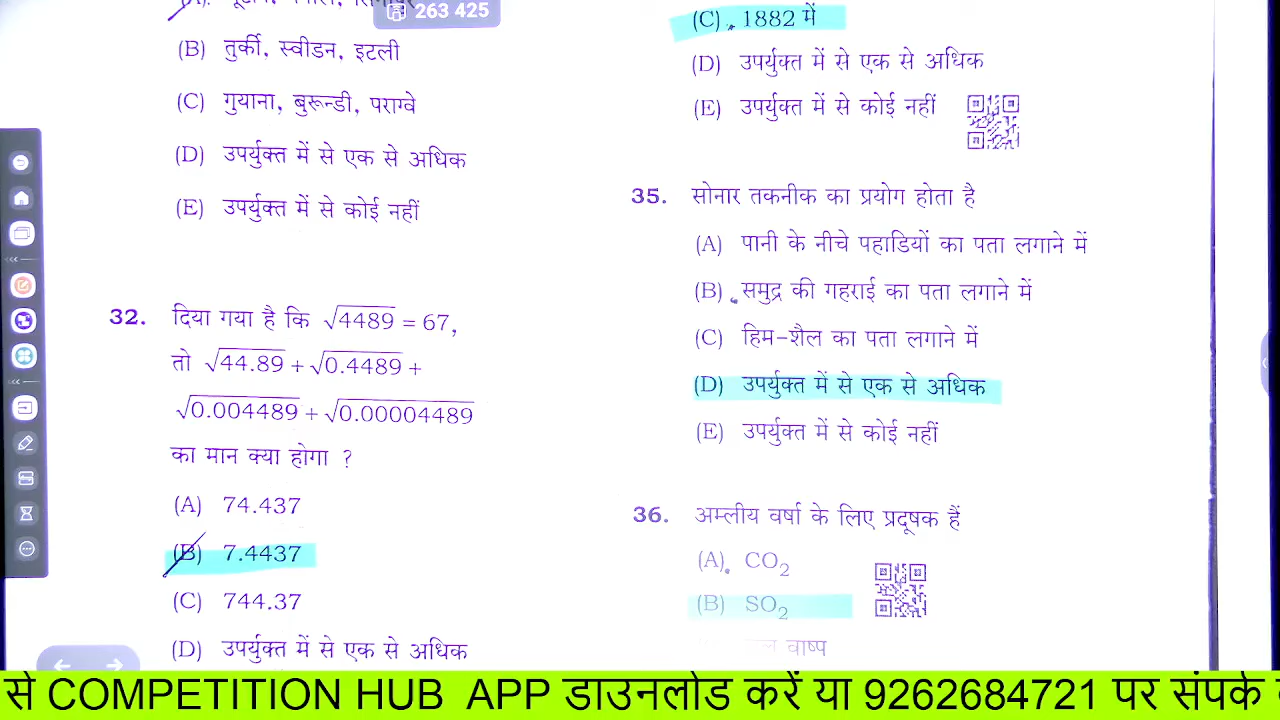 263 425
(B) तुर्की, स्वीडन, इटली
(C) गुयाना, बुरून्डी, पराग्वे
(D) उपर्युक्त में से एक से अधिक
(E) उपर्युक्त में से कोई नहीं
32. दिया गया है कि √4489 = 67,
तो √44.89 + √0.4489 +
√0.004489 + √0.00004489
का मान क्या होगा ?
(A) 74.437
(B) 7.4437
(C) 744.37
(D) उपर्युक्त में से एक से अधिक
(C) 1882 में
(D) उपर्युक्त में से एक से अधिक
(E) उपर्युक्त में से कोई नहीं
35. सोनार तकनीक का प्रयोग होता है
(A) पानी के नीचे पहाडियों का पता लगाने में
(B) समुद्र की गहराई का पता लगाने में
(C) हिम-शैल का पता लगाने में
(D) उपर्युक्त में से एक से अधिक
(E) उपर्युक्त में से कोई नहीं
36. अम्लीय वर्षा के लिए प्रदूषक हैं
(A) CO₂
(B) SO₂
वाष्प
से COMPETITION HUB APP डाउनलोड करें या 9262684721 पर संपर्क